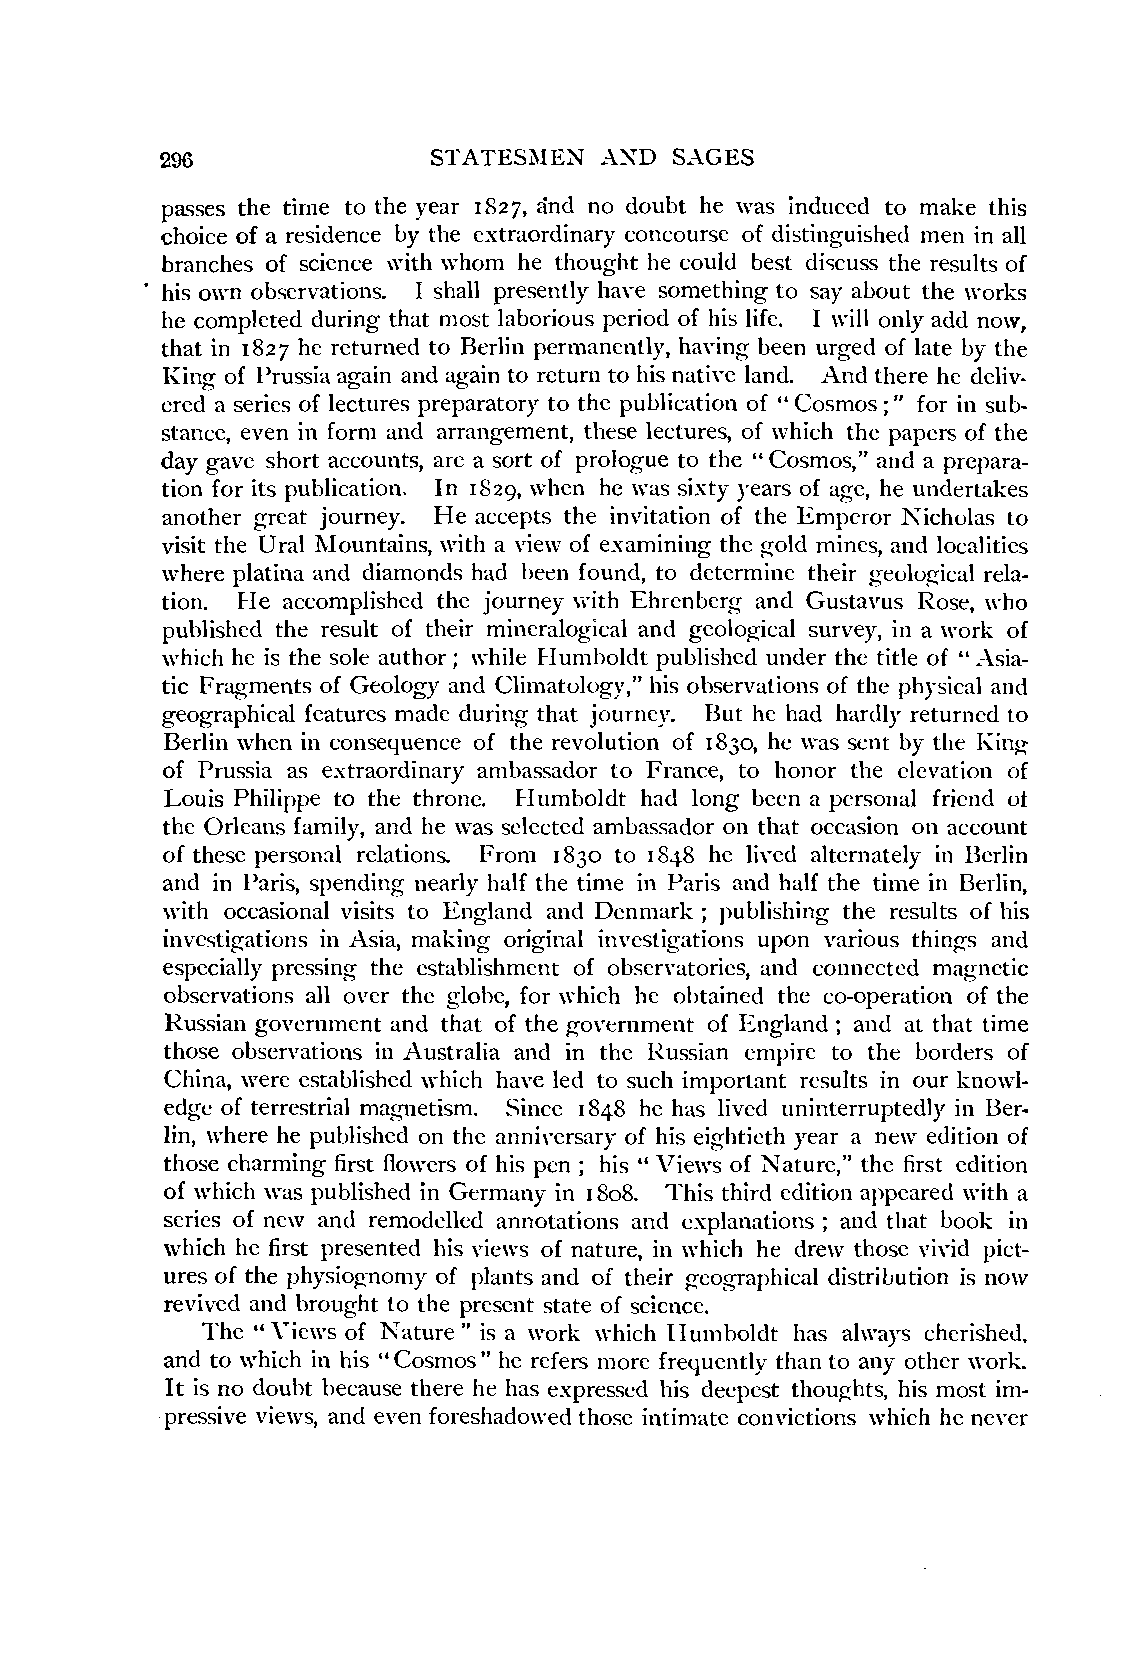 296 STATESMEN AND SAGES
passes the time to the year 1827, and no doubt he was induced to make this
choice of a residence by the extraordinary concourse of distinguished men in all
branches of science with whom he thought he could best discuss the results of
his own observations. I shall presently have something to say about the works
he completed during that most laborious period of his life. I will only add now,
that in 1827 he returned to Berlin permanently, having been urged of late by the
King of Prussia again and again to return to his native land. And there he deliv-
ered a series of lectures preparatory to the publication of "Cosmos;" for in sub-
stance, even in form and arrangement, these lectures, of which the papers of the
day gave short accounts, are a sort of prologue to the "Cosmos," and a prepara-
tion for its publication. In 1829, when he was sixty years of age, he undertakes
another great journey. He accepts the invitation of the Emperor Nicholas to
visit the Ural Mountains, with a view of examining the gold mines, and localities
where platina and diamonds had been found, to determine their geological rela-
tion. He accomplished the journey with Ehrenberg and Gustavus Rose, who
published the result of their mineralogical and geological survey, in a work of
which he is the sole author; while Humboldt published under the title of "Asia-
tic Fragments of Geology and Climatology," his observations of the physical and
geographical features made during that journey. But he had hardly returned to
Berlin when in consequence of the revolution of 1830, he was sent by the King
of Prussia as extraordinary ambassador to France, to honor the elevation of
Louis Philippe to the throne. Humboldt had long been a personal friend of
the Orleans family, and he was selected ambassador on that occasion on account
of these personal relations. From 1830 to 1848 he lived alternately in Berlin
and in Paris, spending nearly half the time in Paris and half the time in Berlin,
with occasional visits to England and Denmark; publishing the results of his
investigations in Asia, making original investigations upon various things and
especially pressing the establishment of observatories, and connected magnetic
observations all over the globe, for which he obtained the co-operation of the
Russian government and that of the government of England; and at that time
those observations in Australia and in the Russian empire to the borders of
China, were established which have led to such important results in our knowl-
edge of terrestrial magnetism. Since 1848 he has lived uninterruptedly in Ber-
lin, where he published on the anniversary of his eightieth year a new edition of
those charming first flowers of his pen; his "Views of Nature," the first edition
of which was published in Germany in 1808. This third edition appeared with a
series of new and remodelled annotations and explanations; and that book in
which he first presented his views of nature, in which he drew those vivid pict-
ures of the physiognomy of plants and of their geographical distribution is now
revived and brought to the present state of science.
The "Views of Nature" is a work which Humboldt has always cherished,
and to which in his "Cosmos" he refers more frequently than to any other work.
It is no doubt because there he has expressed his deepest thoughts, his most im-
pressive views, and even foreshadowed those intimate convictions which he never